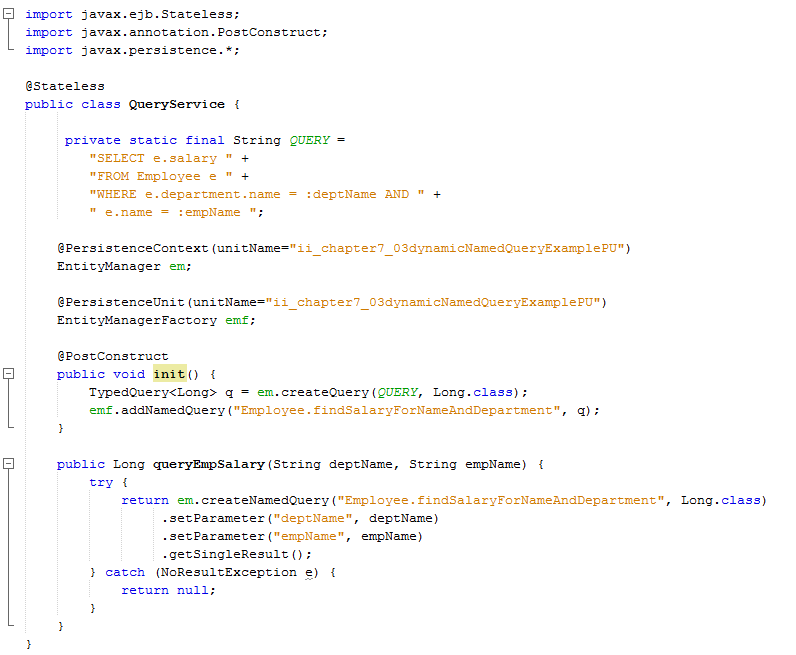 import javax.ejb.Stateless;
import javax.annotation.PostConstruct;
import javax.persistence.*;

@Stateless
public class QueryService {

     private static final String QUERY =
        "SELECT e.salary " +
        "FROM Employee e " +
        "WHERE e.department.name = :deptName AND " +
        " e.name = :empName ";

    @PersistenceContext(unitName="ii_chapter7_03dynamicNamedQueryExamplePU")
    EntityManager em;

    @PersistenceUnit(unitName="ii_chapter7_03dynamicNamedQueryExamplePU")
    EntityManagerFactory emf;

    @PostConstruct
    public void init() {
        TypedQuery<Long> q = em.createQuery(QUERY, Long.class);
        emf.addNamedQuery("Employee.findSalaryForNameAndDepartment", q);
    }

    public Long queryEmpSalary(String deptName, String empName) {
        try {
            return em.createNamedQuery("Employee.findSalaryForNameAndDepartment", Long.class)
                 .setParameter("deptName", deptName)
                 .setParameter("empName", empName)
                 .getSingleResult();
        } catch (NoResultException e) {
            return null;
        }
    }
}